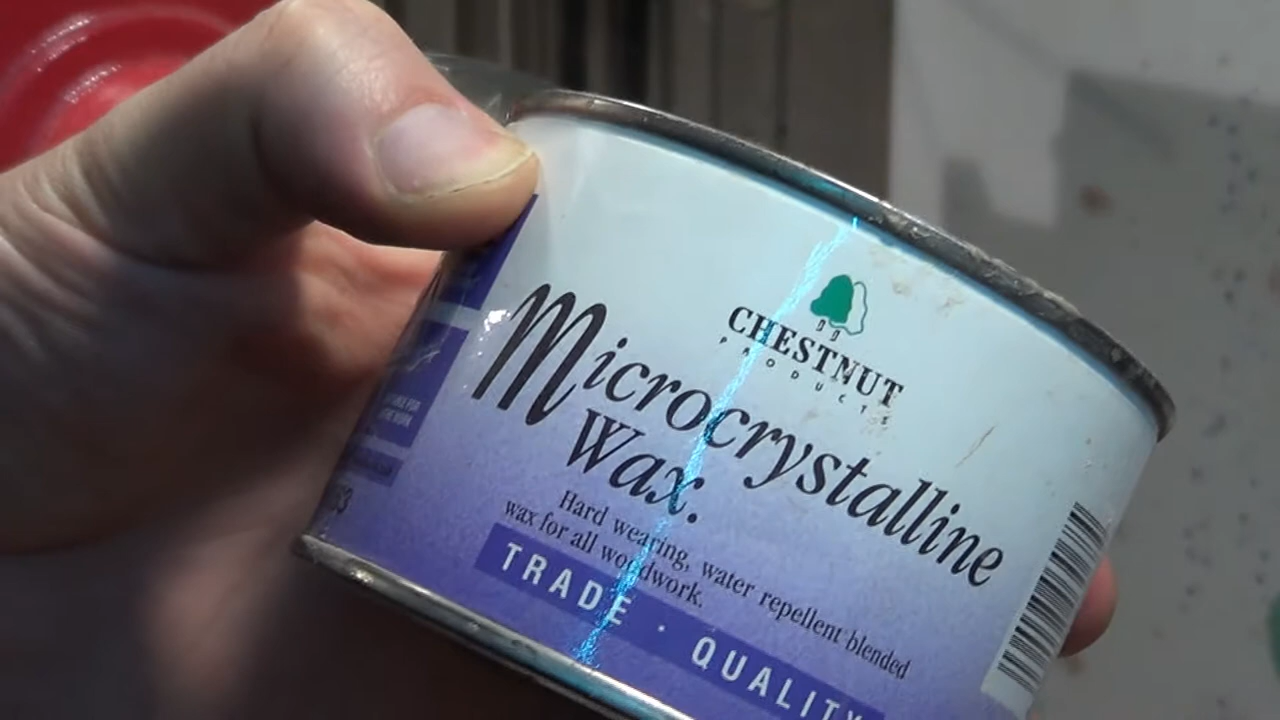 CHESTNUT
PRODUCTS
Microcrystalline
Wax.
Hard wearing, water repellent blended
wax for all woodwork.
TRADE · QUALITY